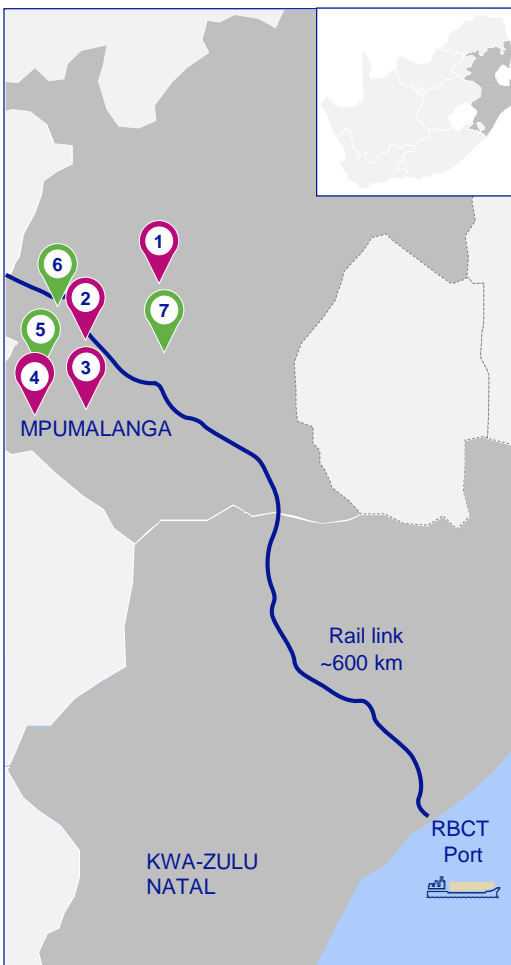 1
6
2
7
5
4
3
MPUMALANGA
Rail link
~600 km
RBCT
Port
KWA-ZULU
NATAL